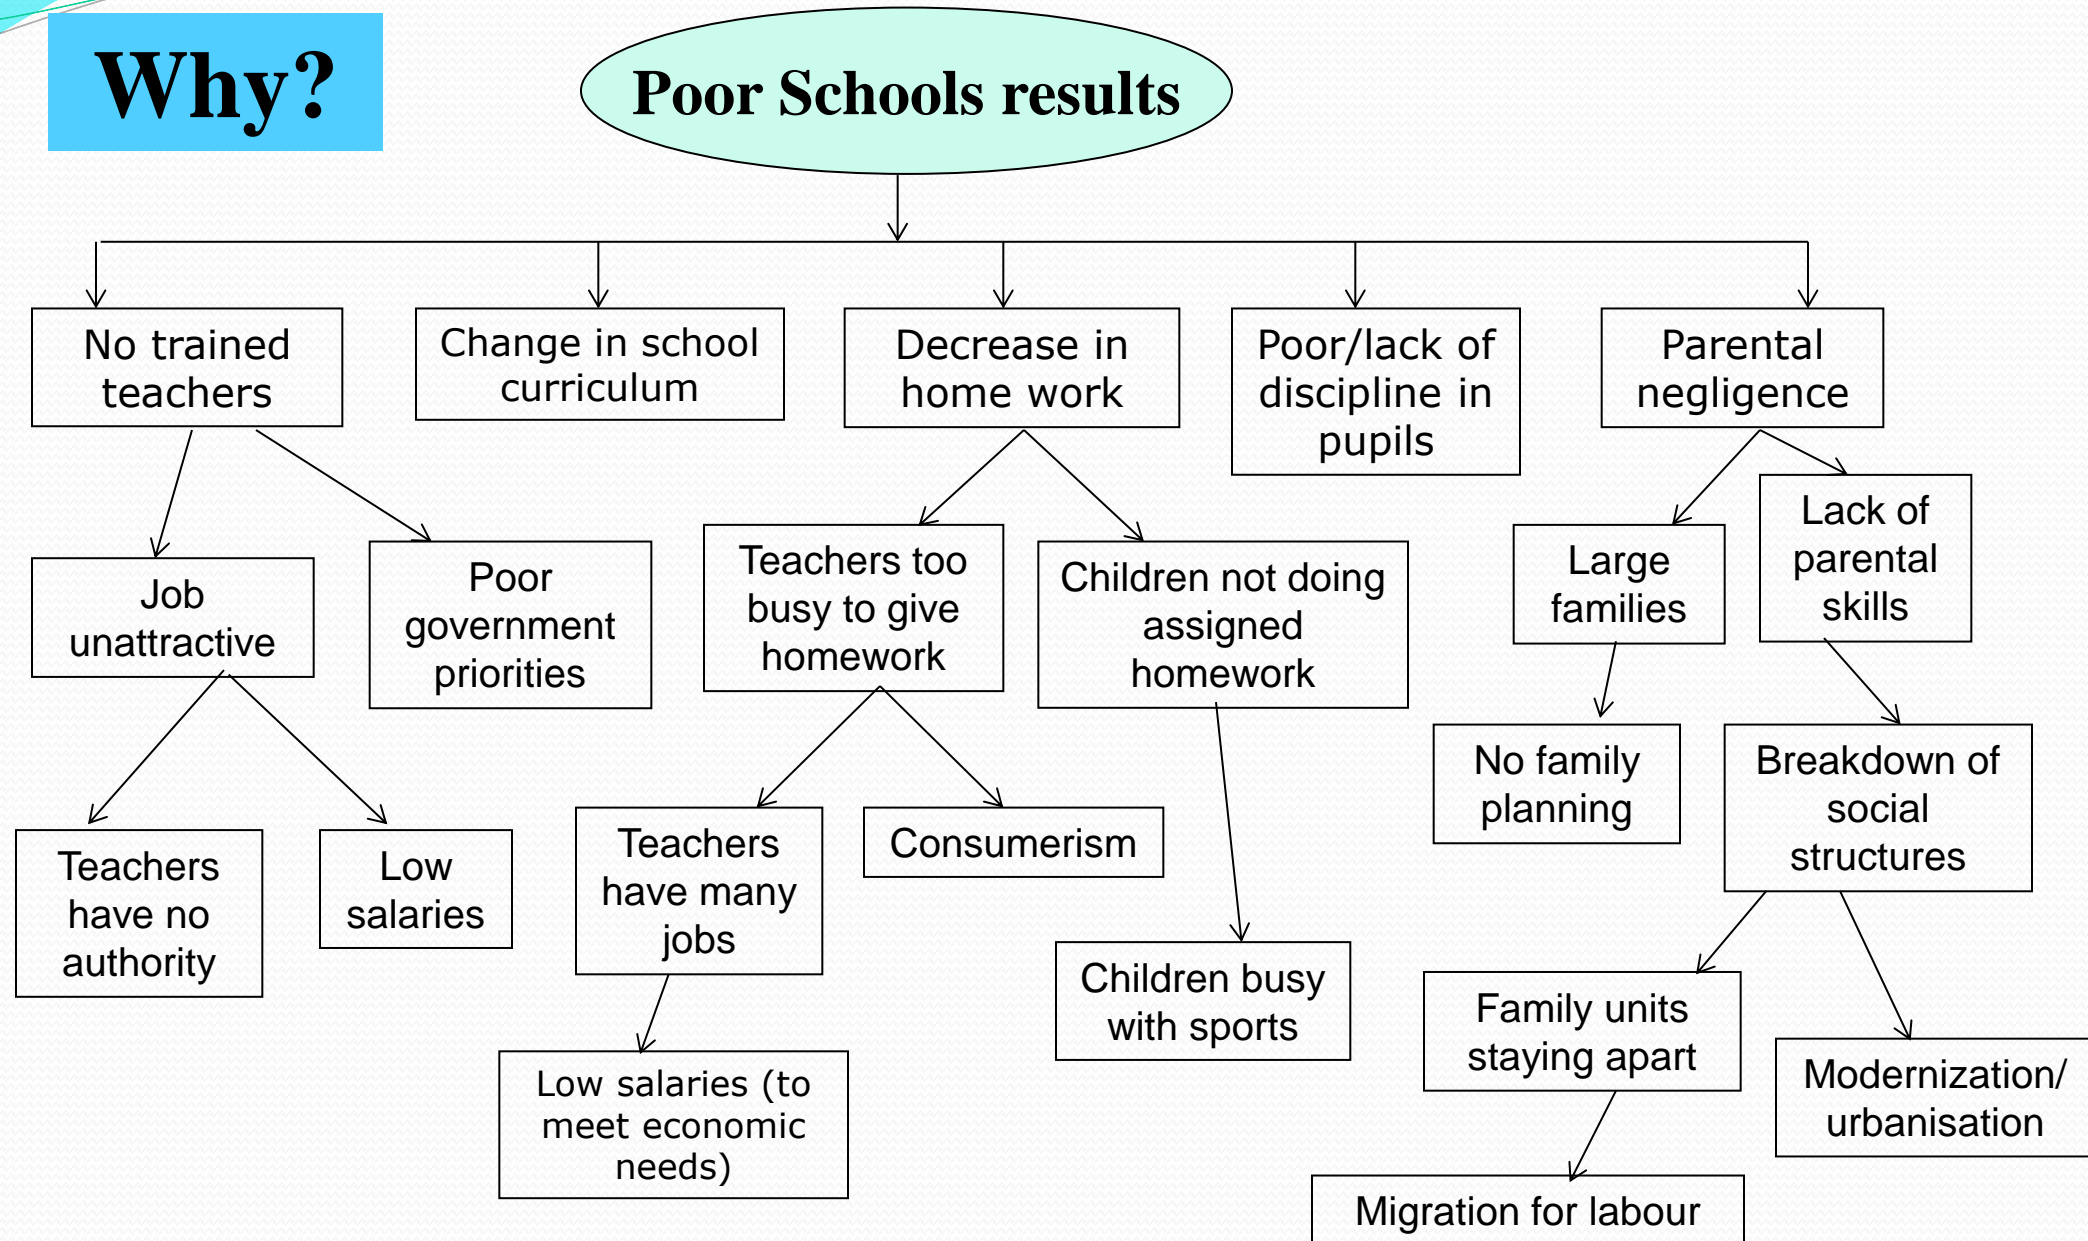 Why?
Poor Schools results
No trained
teachers
Change in school
curriculum
Decrease in
home work
Poor/lack of
discipline in
pupils
Parental
negligence
Job
unattractive
Poor
government
priorities
Teachers too
busy to give
homework
Children not doing
assigned
homework
Large
families
Lack of
parental
skills
Teachers
have no
authority
Low
salaries
Teachers
have many
jobs
Consumerism
No family
planning
Breakdown of
social
structures
Low salaries (to
meet economic
needs)
Children busy
with sports
Family units
staying apart
Modernization/
urbanisation
Migration for labour